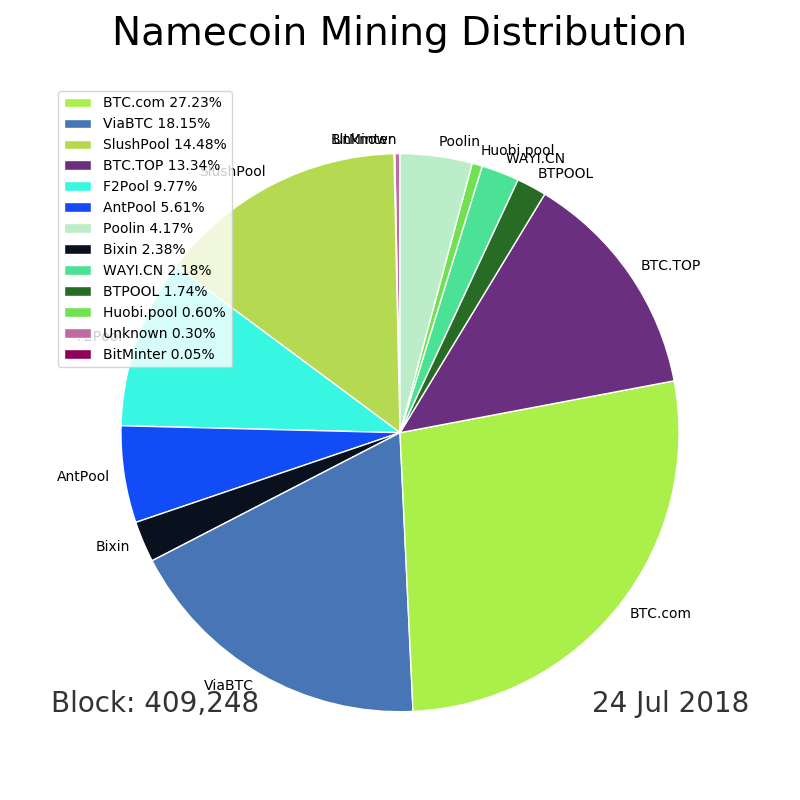 Namecoin Mining Distribution
BTC.com 27.23%
ViaBTC 18.15%
SlushPool 14.48%
BTC.TOP 13.34%
F2Pool 9.77%
AntPool 5.61%
Poolin 4.17%
Bixin 2.38%
WAYI.CN 2.18%
BTPOOL 1.74%
Huobi.pool 0.60%
Unknown 0.30%
BitMinter 0.05%
BitMinter
Unknown
Poolin
Huobi.pool
WAYI.CN
BTPOOL
SlushPool
BTC.TOP
F2Pool
AntPool
Bixin
BTC.com
ViaBTC
Block: 409,248
24 Jul 2018